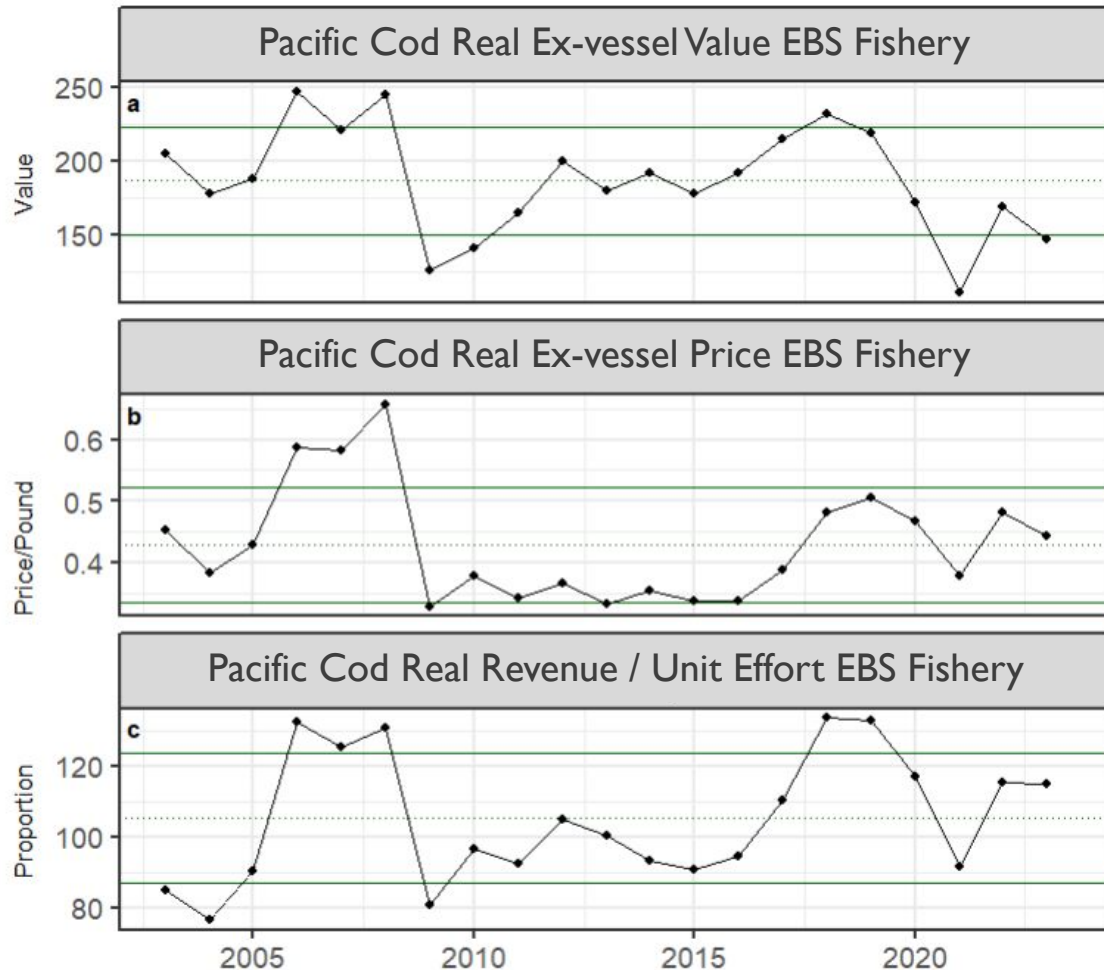 Pacific Cod Real Ex-vessel Value EBS Fishery
a
Value
250
200
150
Pacific Cod Real Ex-vessel Price EBS Fishery
b
Price/Pound
0.6
0.5
0.4
Pacific Cod Real Revenue / Unit Effort EBS Fishery
c
Proportion
120
100
80
2005 2010 2015 2020